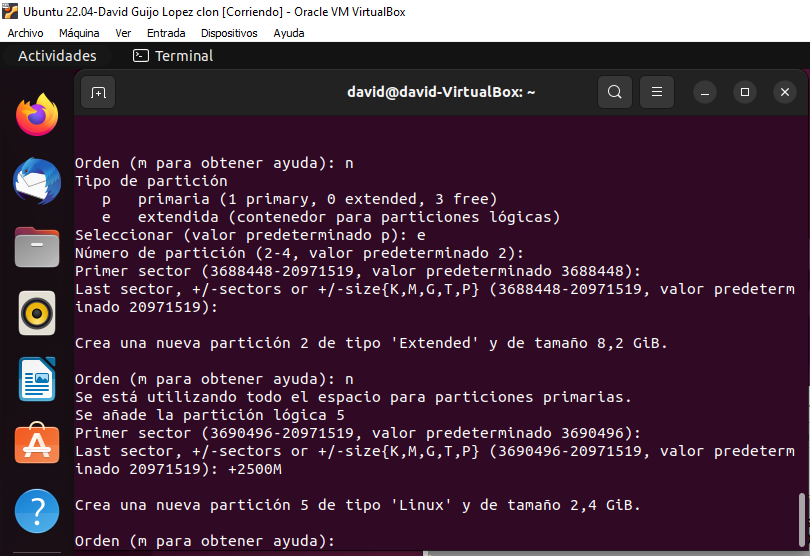 Ubuntu 22.04-David Guijo Lopez clon [Corriendo] - Oracle VM VirtualBox
Archivo Máquina Ver Entrada Dispositivos Ayuda
Actividades Terminal
david@david-VirtualBox: ~
Orden (m para obtener ayuda): n
Tipo de partición
p primaria (1 primary, 0 extended, 3 free)
e extendida (contenedor para particiones lógicas)
Seleccionar (valor predeterminado p): e
Número de partición (2-4, valor predeterminado 2):
Primer sector (3688448-20971519, valor predeterminado 3688448):
Last sector, +/-sectors or +/-size{K,M,G,T,P} (3688448-20971519, valor predeterm
inado 20971519):
Crea una nueva partición 2 de tipo 'Extended' y de tamaño 8,2 GiB.
Orden (m para obtener ayuda): n
Se está utilizando todo el espacio para particiones primarias.
Se añade la partición lógica 5
Primer sector (3690496-20971519, valor predeterminado 3690496):
Last sector, +/-sectors or +/-size{K,M,G,T,P} (3690496-20971519, valor predeterm
inado 20971519): +2500M
Crea una nueva partición 5 de tipo 'Linux' y de tamaño 2,4 GiB.
Orden (m para obtener ayuda):